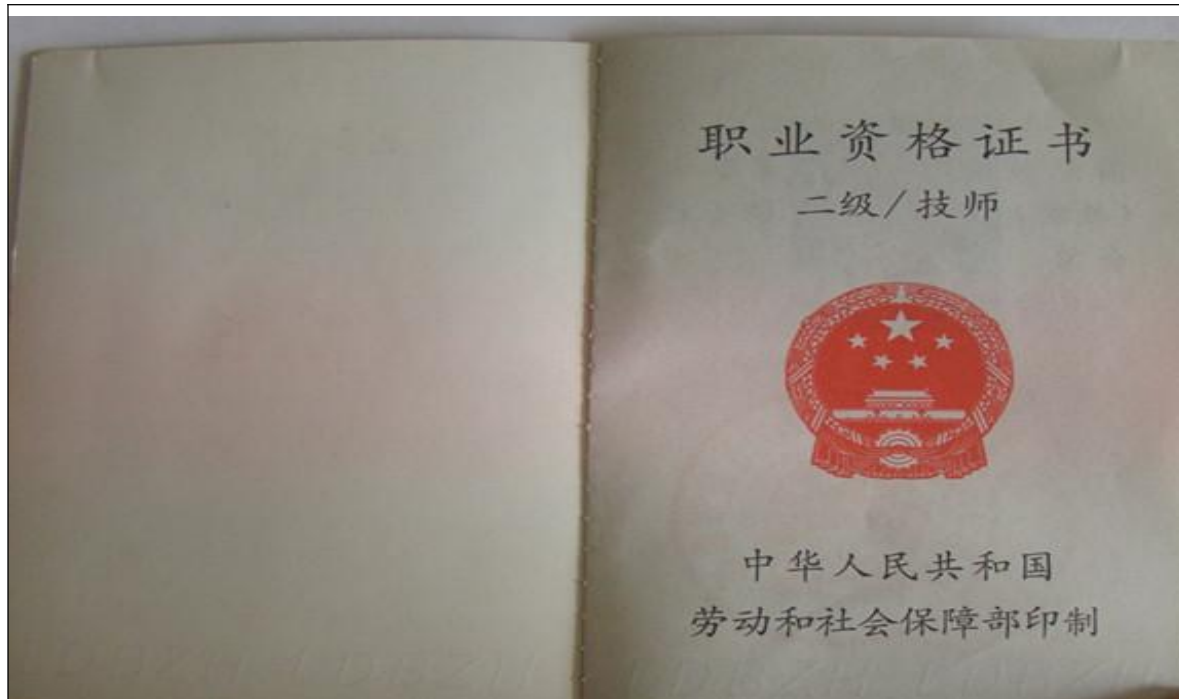 职业资格证书
二级/技师
中华人民共和国
劳动和社会保障部印制